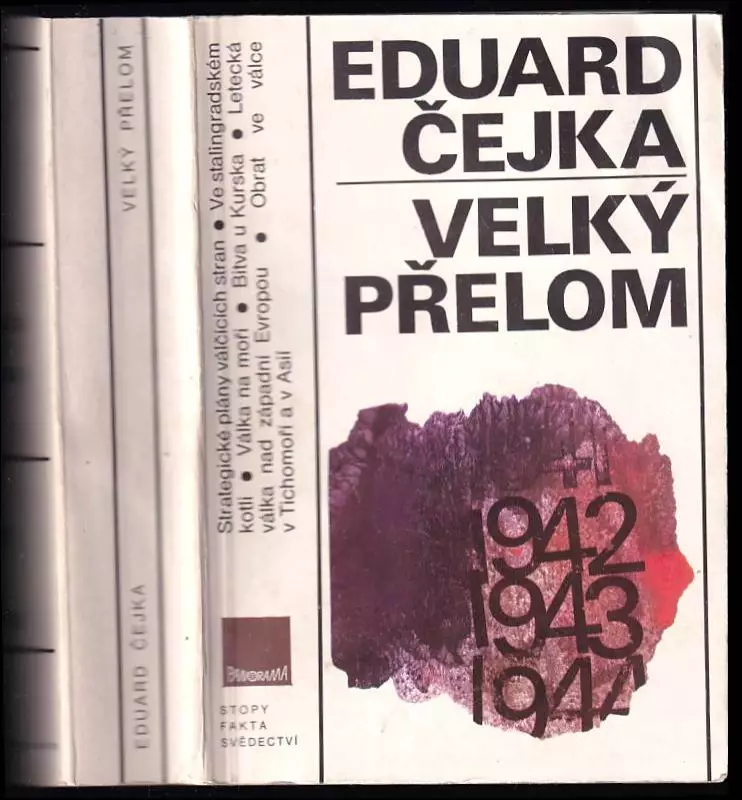 EDUARD ČEJKA
VELKÝ PŘELOM
Strategické plány válčících stran ● Ve stalingradském
kotli ● Válka na moři ● Bitva u Kurska ● Letecká
válka nad západní Evropou ● Obrat ve válce
v Tichomoří a v Asii
PANORAMA
STOPY
FAKTA
SVĚDECTVÍ
EDUARD
ČEJKA
VELKÝ
PŘELOM
1942
1943
1944